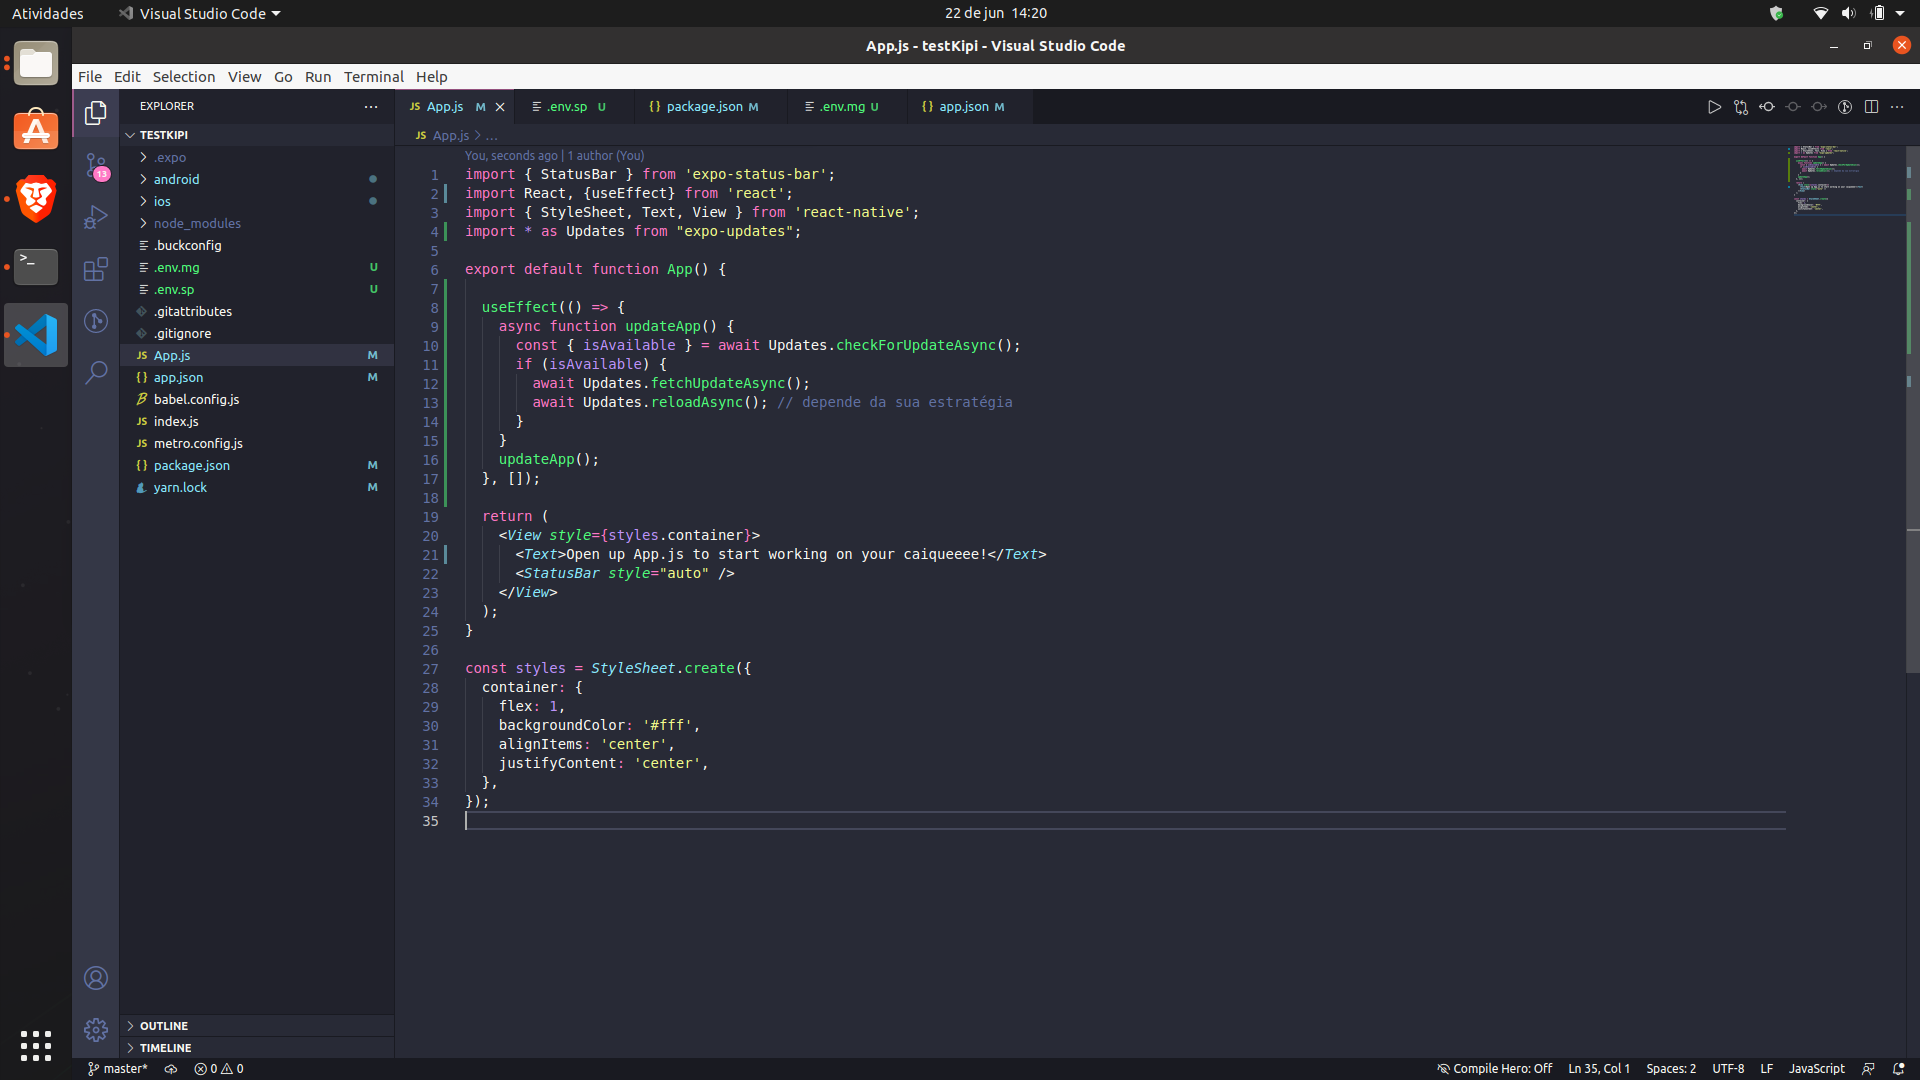 Atividades
Visual Studio Code
22 de jun 14:20
App.js - testKipi - Visual Studio Code
File Edit Selection View Go Run Terminal Help
EXPLORER
TESTKIPI
.expo
android
ios
node_modules
.buckconfig
.env.mg U
.env.sp U
.gitattributes
.gitignore
JS App.js M
{} app.json M
babel.config.js
JS index.js
JS metro.config.js
{} package.json M
yarn.lock M
OUTLINE
TIMELINE
13
JS App.js M
.env.sp U
{} package.json M
.env.mg U
{} app.json M
JS App.js > ...
You, seconds ago | 1 author (You)
1 import { StatusBar } from 'expo-status-bar';
2 import React, {useEffect} from 'react';
3 import { StyleSheet, Text, View } from 'react-native';
4 import * as Updates from "expo-updates";
5
6 export default function App() {
7
8 useEffect(() => {
9 async function updateApp() {
10 const { isAvailable } = await Updates.checkForUpdateAsync();
11 if (isAvailable) {
12 await Updates.fetchUpdateAsync();
13 await Updates.reloadAsync(); // depende da sua estratégia
14 }
15 }
16 updateApp();
17 }, []);
18
19 return (
20 <View style={styles.container}>
21 <Text>Open up App.js to start working on your caiqueeee!</Text>
22 <StatusBar style="auto" />
23 </View>
24 );
25 }
26
27 const styles = StyleSheet.create({
28 container: {
29 flex: 1,
30 backgroundColor: '#fff',
31 alignItems: 'center',
32 justifyContent: 'center',
33 },
34 });
35
master* 0 0
Compile Hero: Off Ln 35, Col 1 Spaces: 2 UTF-8 LF JavaScript